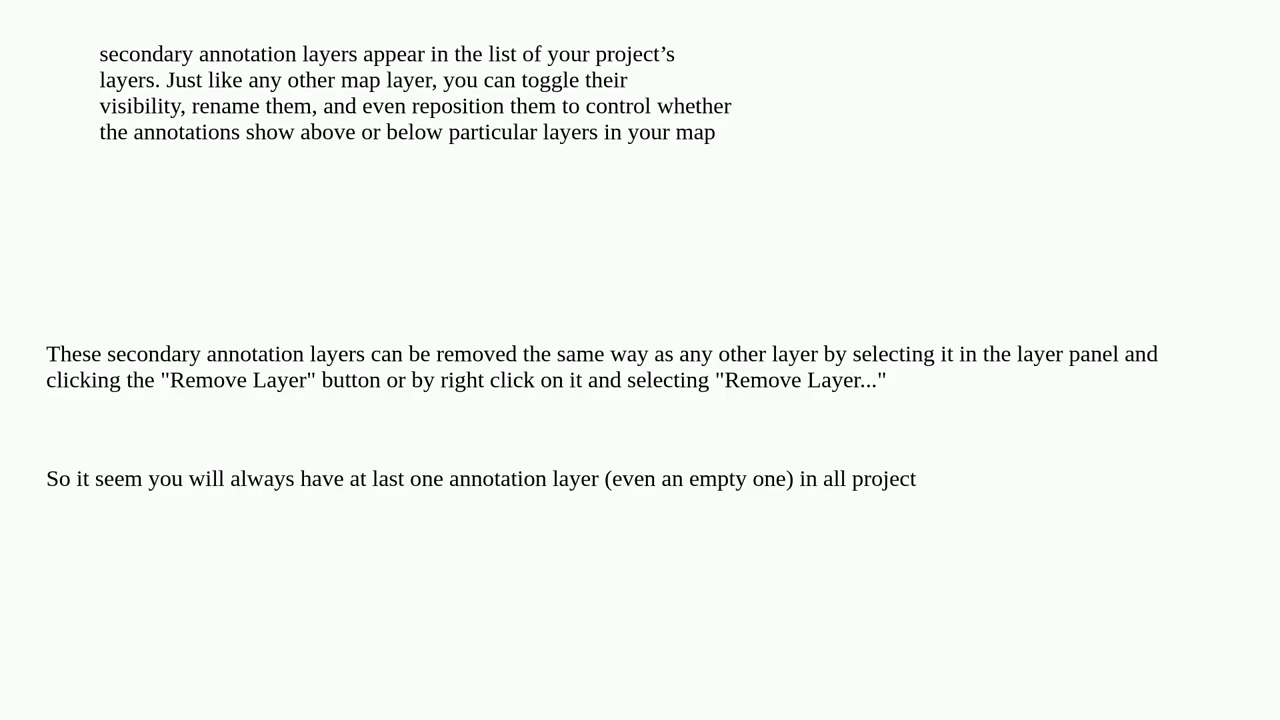 secondary annotation layers appear in the list of your project’s
layers. Just like any other map layer, you can toggle their
visibility, rename them, and even reposition them to control whether
the annotations show above or below particular layers in your map
These secondary annotation layers can be removed the same way as any other layer by selecting it in the layer panel and
clicking the "Remove Layer" button or by right click on it and selecting "Remove Layer..."
So it seem you will always have at last one annotation layer (even an empty one) in all project